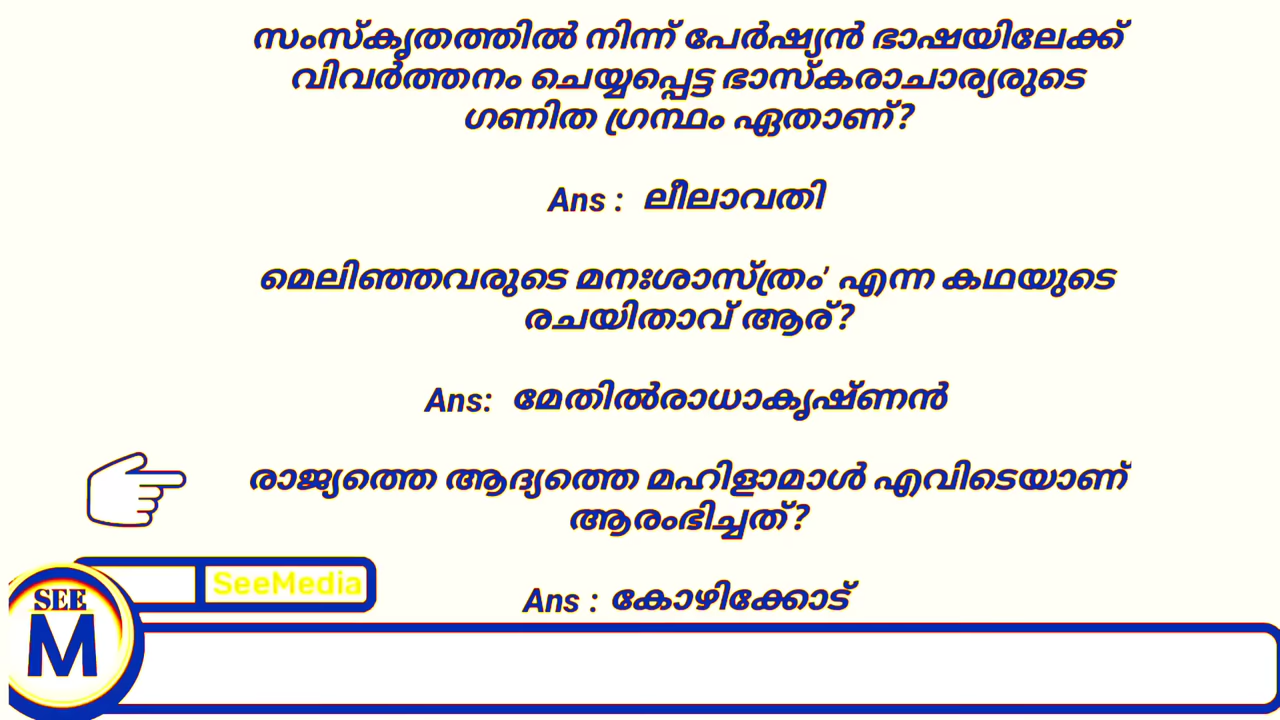 സംസ്കൃതത്തിൽ നിന്ന് പേർഷ്യൻ ഭാഷയിലേക്ക്
വിവർത്തനം ചെയ്യപ്പെട്ട ഭാസ്കരാചാര്യരുടെ
ഗണിത ഗ്രന്ഥം ഏതാണ്?
Ans : ലീലാവതി
മെലിഞ്ഞവരുടെ മനഃശാസ്ത്രം' എന്ന കഥയുടെ
രചയിതാവ് ആര്?
Ans: മേതിൽരാധാകൃഷ്ണൻ
രാജ്യത്തെ ആദ്യത്തെ മഹിളാമാൾ എവിടെയാണ്
ആരംഭിച്ചത്?
Ans : കോഴിക്കോട്
SeeMedia
SEE
M